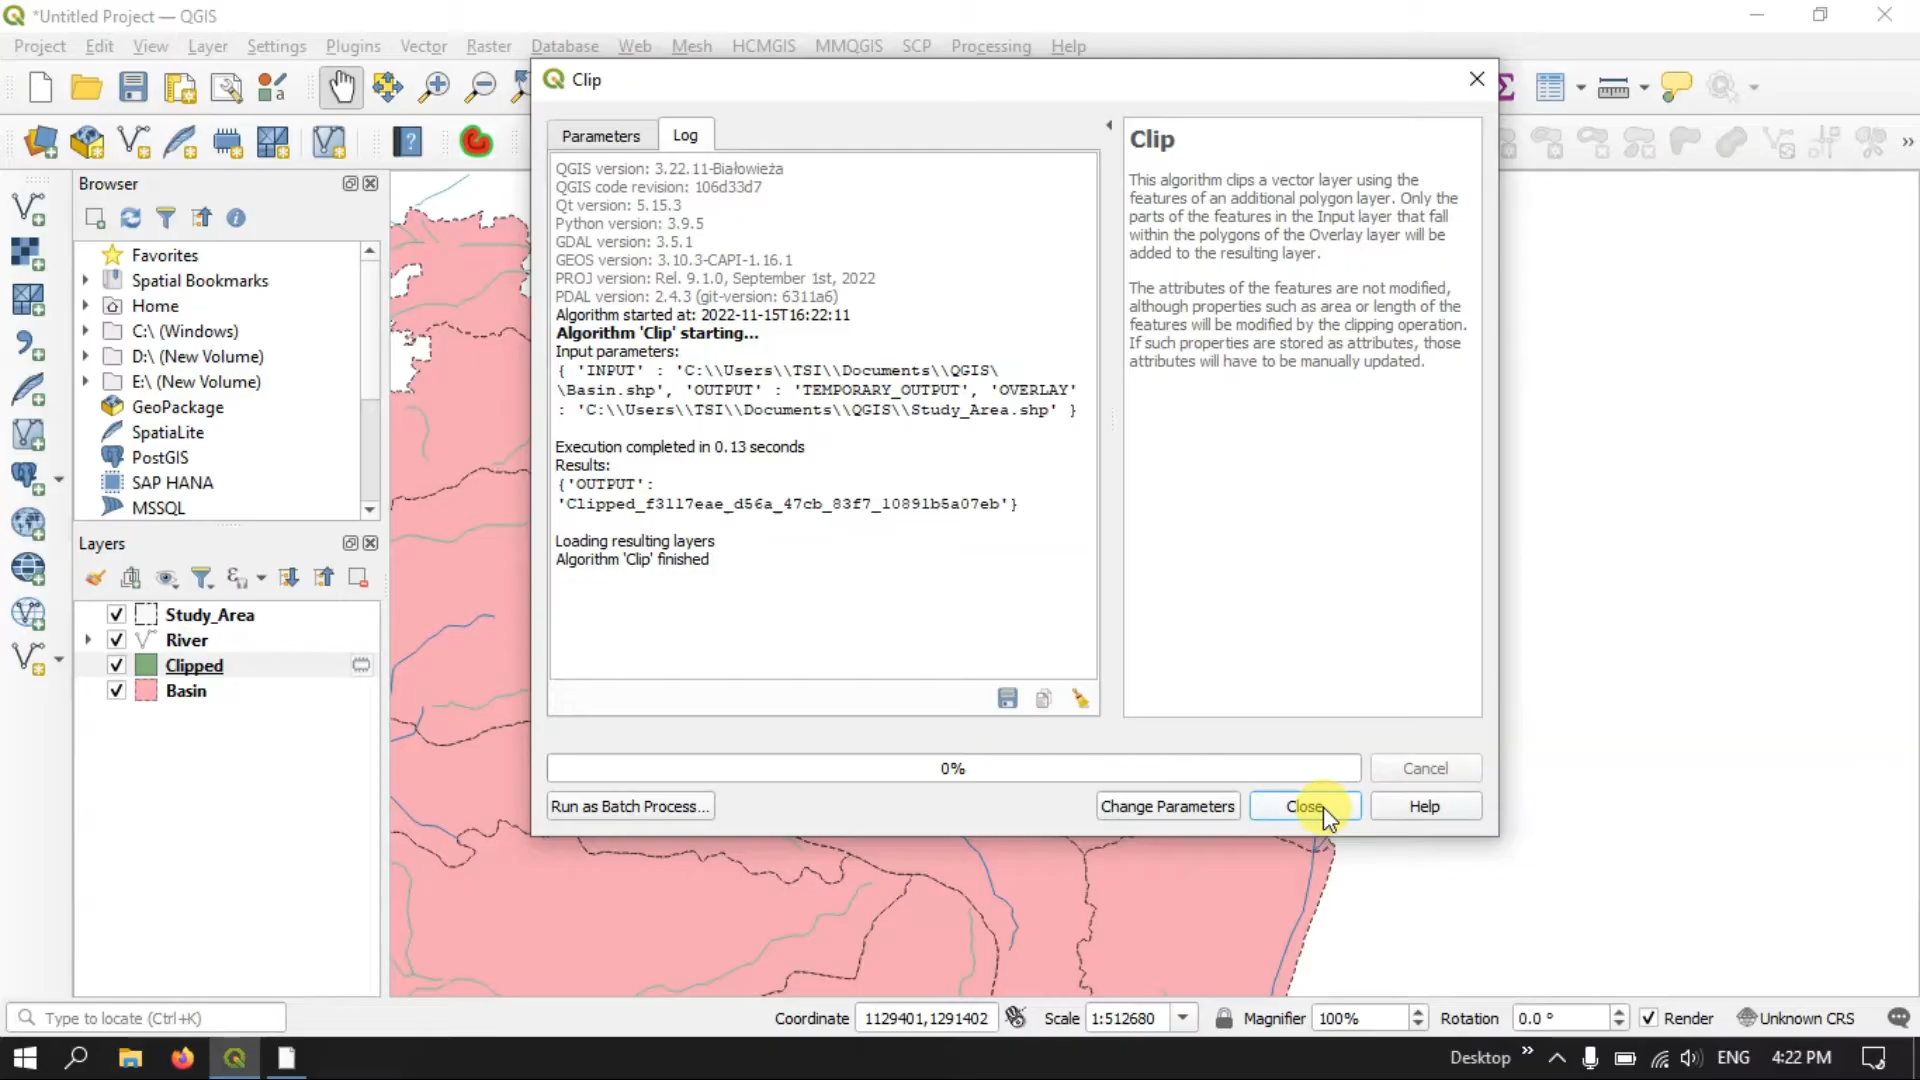 *Untitled Project — QGIS
Project Edit View Layer Settings Plugins Vector Raster Database Web Mesh HCMGIS MMQGIS SCP Processing Help
Clip
Parameters
Log
QGIS version: 3.22.11-Białowieża
QGIS code revision: 106d33d7
Qt version: 5.15.3
Python version: 3.9.5
GDAL version: 3.5.1
GEOS version: 3.10.3-CAPI-1.16.1
PROJ version: Rel. 9.1.0, September 1st, 2022
PDAL version: 2.4.3 (git-version: 6311a6)
Algorithm started at: 2022-11-15T16:22:11
Algorithm 'Clip' starting...
Input parameters:
{ 'INPUT' : 'C:\\Users\\TSI\\Documents\\QGIS\
\Basin.shp', 'OUTPUT' : 'TEMPORARY_OUTPUT', 'OVERLAY'
: 'C:\\Users\\TSI\\Documents\\QGIS\\Study_Area.shp' }
Execution completed in 0.13 seconds
Results:
{'OUTPUT':
'Clipped_f3117eae_d56a_47cb_83f7_10891b5a07eb'}
Loading resulting layers
Algorithm 'Clip' finished
Clip
This algorithm clips a vector layer using the
features of an additional polygon layer. Only the
parts of the features in the Input layer that fall
within the polygons of the Overlay layer will be
added to the resulting layer.
The attributes of the features are not modified,
although properties such as area or length of the
features will be modified by the clipping operation.
If such properties are stored as attributes, those
attributes will have to be manually updated.
0%
Cancel
Run as Batch Process...
Change Parameters
Close
Help
Browser
Favorites
Spatial Bookmarks
Home
C:\ (Windows)
D:\ (New Volume)
E:\ (New Volume)
GeoPackage
SpatiaLite
PostGIS
SAP HANA
MSSQL
Layers
Study_Area
River
Clipped
Basin
Type to locate (Ctrl+K)
Coordinate 1129401,1291402 Scale 1:512680 Magnifier 100% Rotation 0.0 ° Render Unknown CRS
Desktop » ENG 4:22 PM